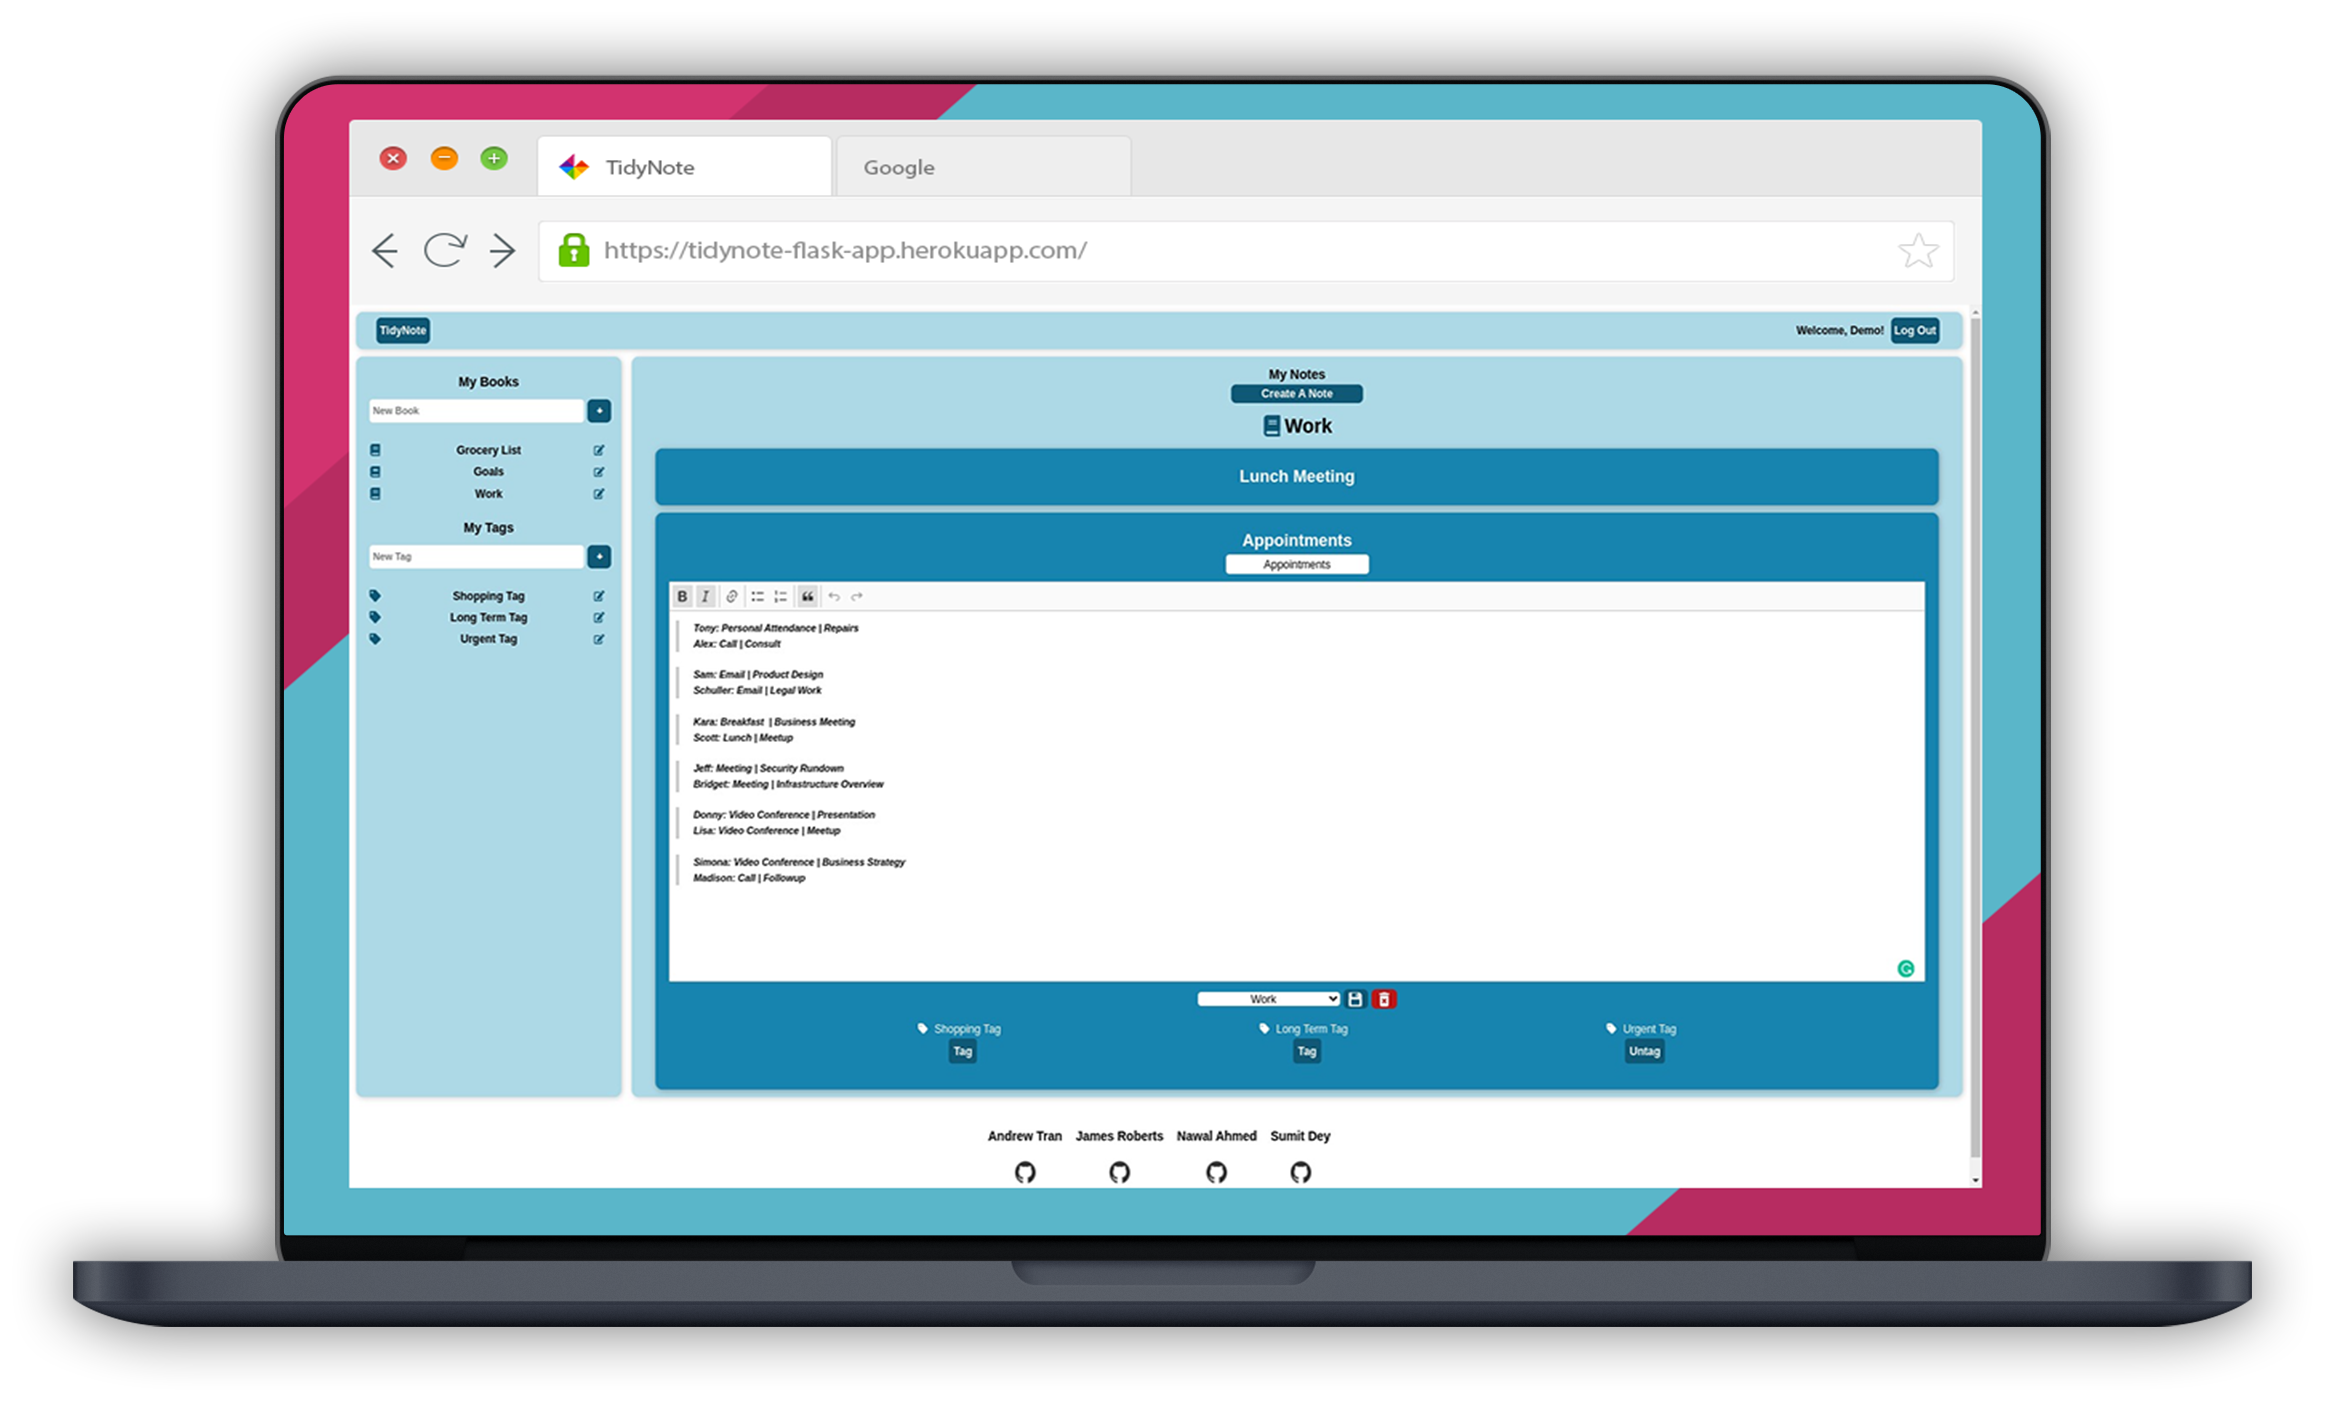 TidyNote
Google
https://tidynote-flask-app.herokuapp.com/
TidyNote
Welcome, Demo! Log Out
My Books
New Book
+
Grocery List
Goals
Work
My Tags
New Tag
+
Shopping Tag
Long Term Tag
Urgent Tag
My Notes
Create A Note
Work
Lunch Meeting
Appointments
Appointments
B I
Tony: Personal Attendance | Repairs
Alex: Call | Consult
Sam: Email | Product Design
Schuller: Email | Legal Work
Kara: Breakfast | Business Meeting
Scott: Lunch | Meetup
Jeff: Meeting | Security Rundown
Bridget: Meeting | Infrastructure Overview
Donny: Video Conference | Presentation
Lisa: Video Conference | Meetup
Simona: Video Conference | Business Strategy
Madison: Call | Followup
Work
Shopping Tag Long Term Tag Urgent Tag
Tag Tag Untag
Andrew Tran James Roberts Nawal Ahmed Sumit Dey